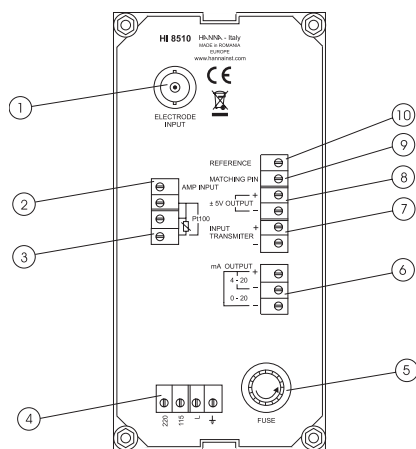 HI 8510 HANNA - Italy
MADE in ROMANIA
EUROPE
www.hannainst.com
CE
ELECTRODE
INPUT
1
2
3
4
AMP INPUT
Pt100
REFERENCE
MATCHING PIN
± 5V OUTPUT + -
INPUT + -
TRANSMITER
mA OUTPUT +
4 - 20 -
0 - 20 -
10
9
8
7
6
5
220 115 L
FUSE